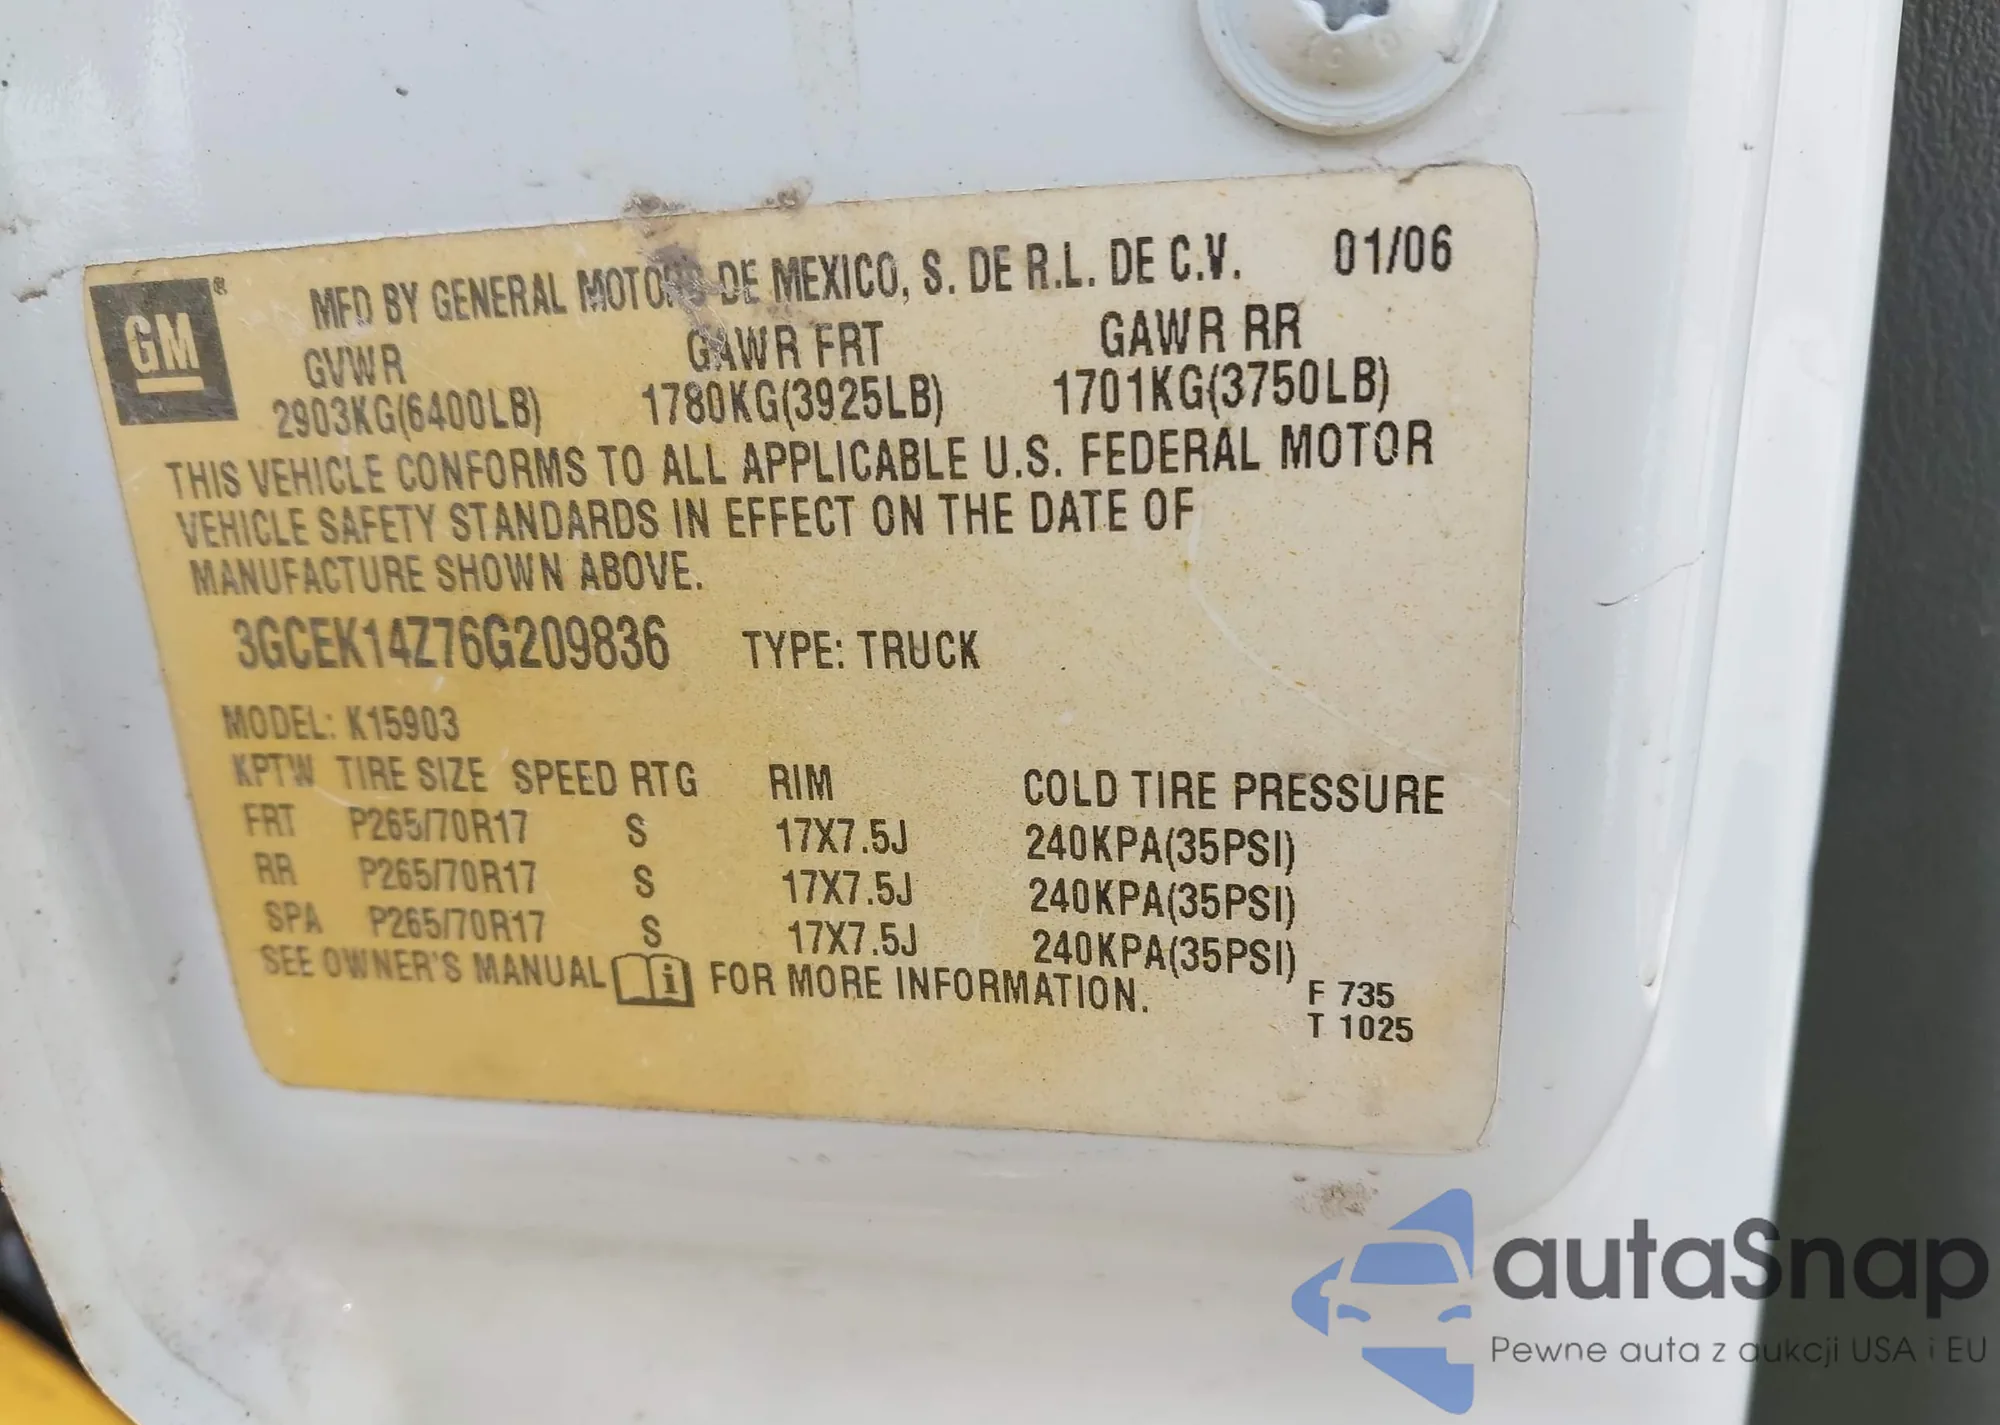 GM®
MFD BY GENERAL MOTORS DE MEXICO, S. DE R.L. DE C.V. 01/06
GVWR GAWR FRT GAWR RR
2903KG(6400LB) 1780KG(3925LB) 1701KG(3750LB)
THIS VEHICLE CONFORMS TO ALL APPLICABLE U.S. FEDERAL MOTOR
VEHICLE SAFETY STANDARDS IN EFFECT ON THE DATE OF
MANUFACTURE SHOWN ABOVE.
3GCEK14Z76G209836 TYPE: TRUCK
MODEL: K15903
KPTW TIRE SIZE SPEED RTG RIM COLD TIRE PRESSURE
FRT P265/70R17 S 17X7.5J 240KPA(35PSI)
RR P265/70R17 S 17X7.5J 240KPA(35PSI)
SPA P265/70R17 S 17X7.5J 240KPA(35PSI)
SEE OWNER'S MANUAL i FOR MORE INFORMATION.
F 735
T 1025
autaSnap
Pewne auta z aukcji USA i EU